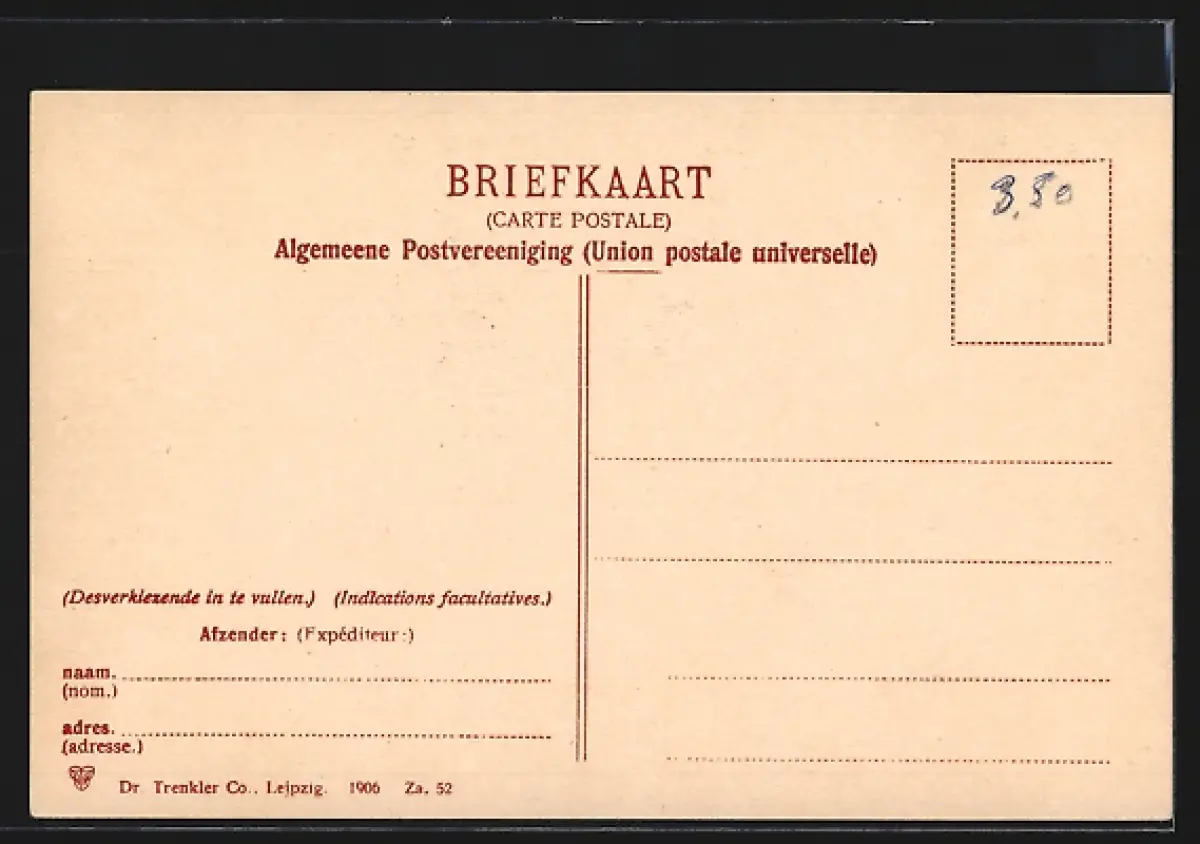 BRIEFKAART
(CARTE POSTALE)
Algemeene Postvereeniging (Union postale universelle)
3,50
(Desverkiezende in te vullen.) (Indications facultatives.)
Afzender: (Expéditeur:)
naam.
(nom.)
adres.
(adresse.)
Dr. Trenkler Co., Leipzig. 1906 Za. 52